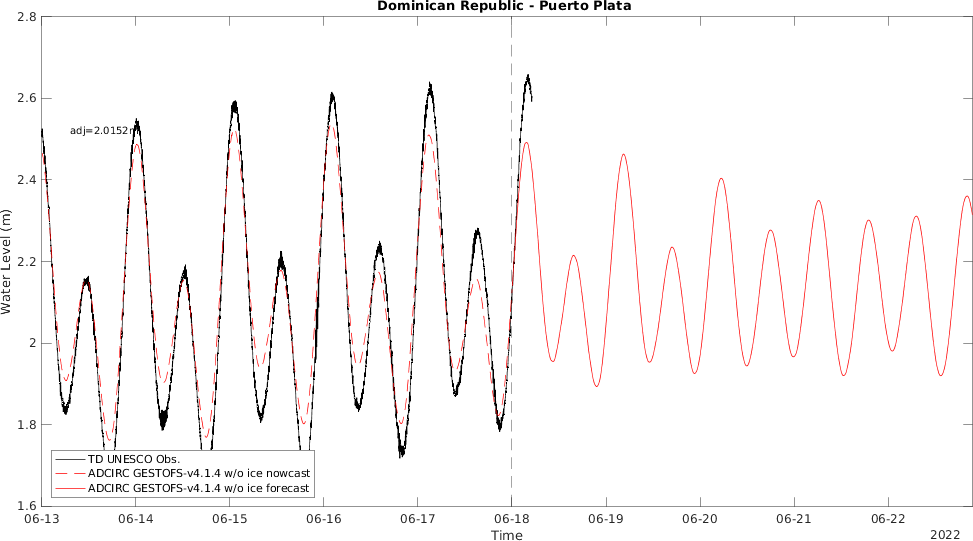 Dominican Republic - Puerto Plata
2.8
2.6
2.4
2.2
2
1.8
1.6
Water Level (m)
adj=2.0152m
TD UNESCO Obs.
ADCIRC GESTOFS-v4.1.4 w/o ice nowcast
ADCIRC GESTOFS-v4.1.4 w/o ice forecast
06-13 06-14 06-15 06-16 06-17 06-18 06-19 06-20 06-21 06-22
Time
2022